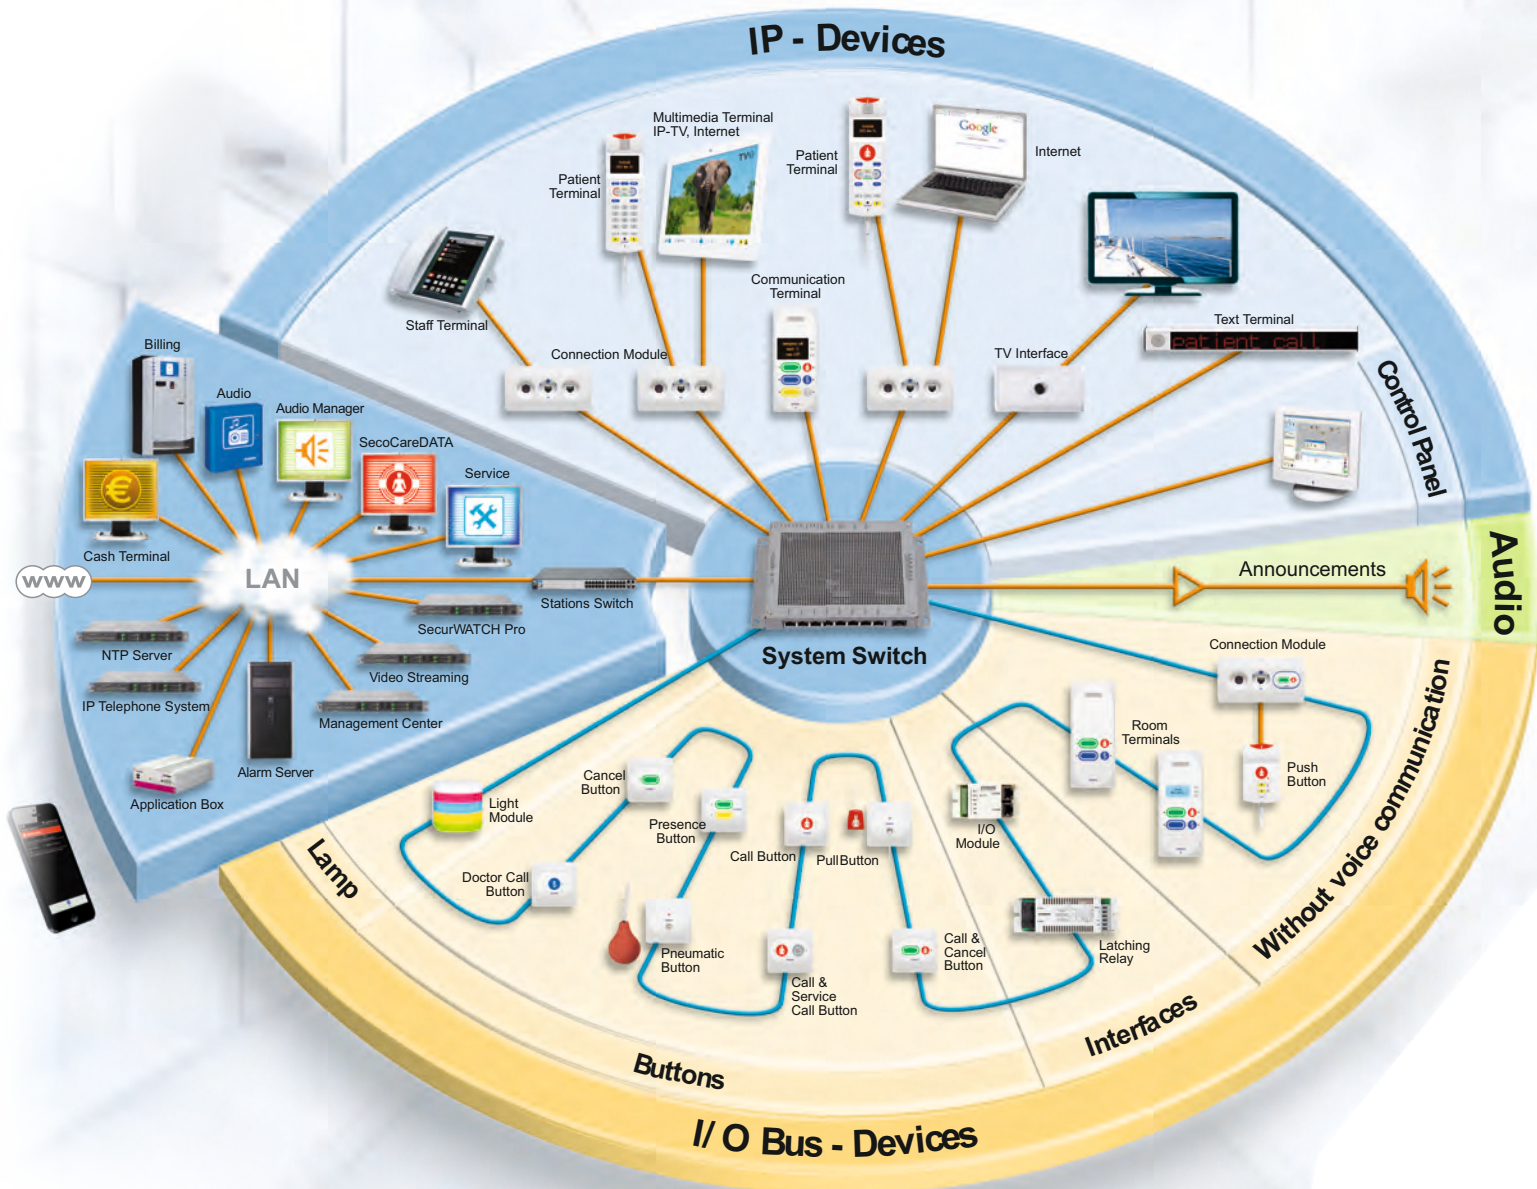 IP - Devices
Multimedia Terminal
IP-TV, Internet
Patient
Terminal
Patient
Terminal
Google
Internet
TV
Communication
Terminal
Staff Terminal
Connection Module
TV Interface
Text Terminal
patient call
Control Panel
Billing
Audio
Audio Manager
SecoCareDATA
Service
Cash Terminal
€
www
LAN
Stations Switch
SecurWATCH Pro
NTP Server
Video Streaming
IP Telephone System
Management Center
Alarm Server
Application Box
System Switch
Announcements
Audio
Connection Module
Room
Terminals
Push
Button
Without voice communication
Light
Module
Lamp
Cancel
Button
Presence
Button
Doctor Call
Button
Call Button
Pull Button
Pneumatic
Button
Call &
Service
Call Button
Call &
Cancel
Button
I/O
Module
Latching
Relay
Interfaces
Buttons
I/O Bus - Devices